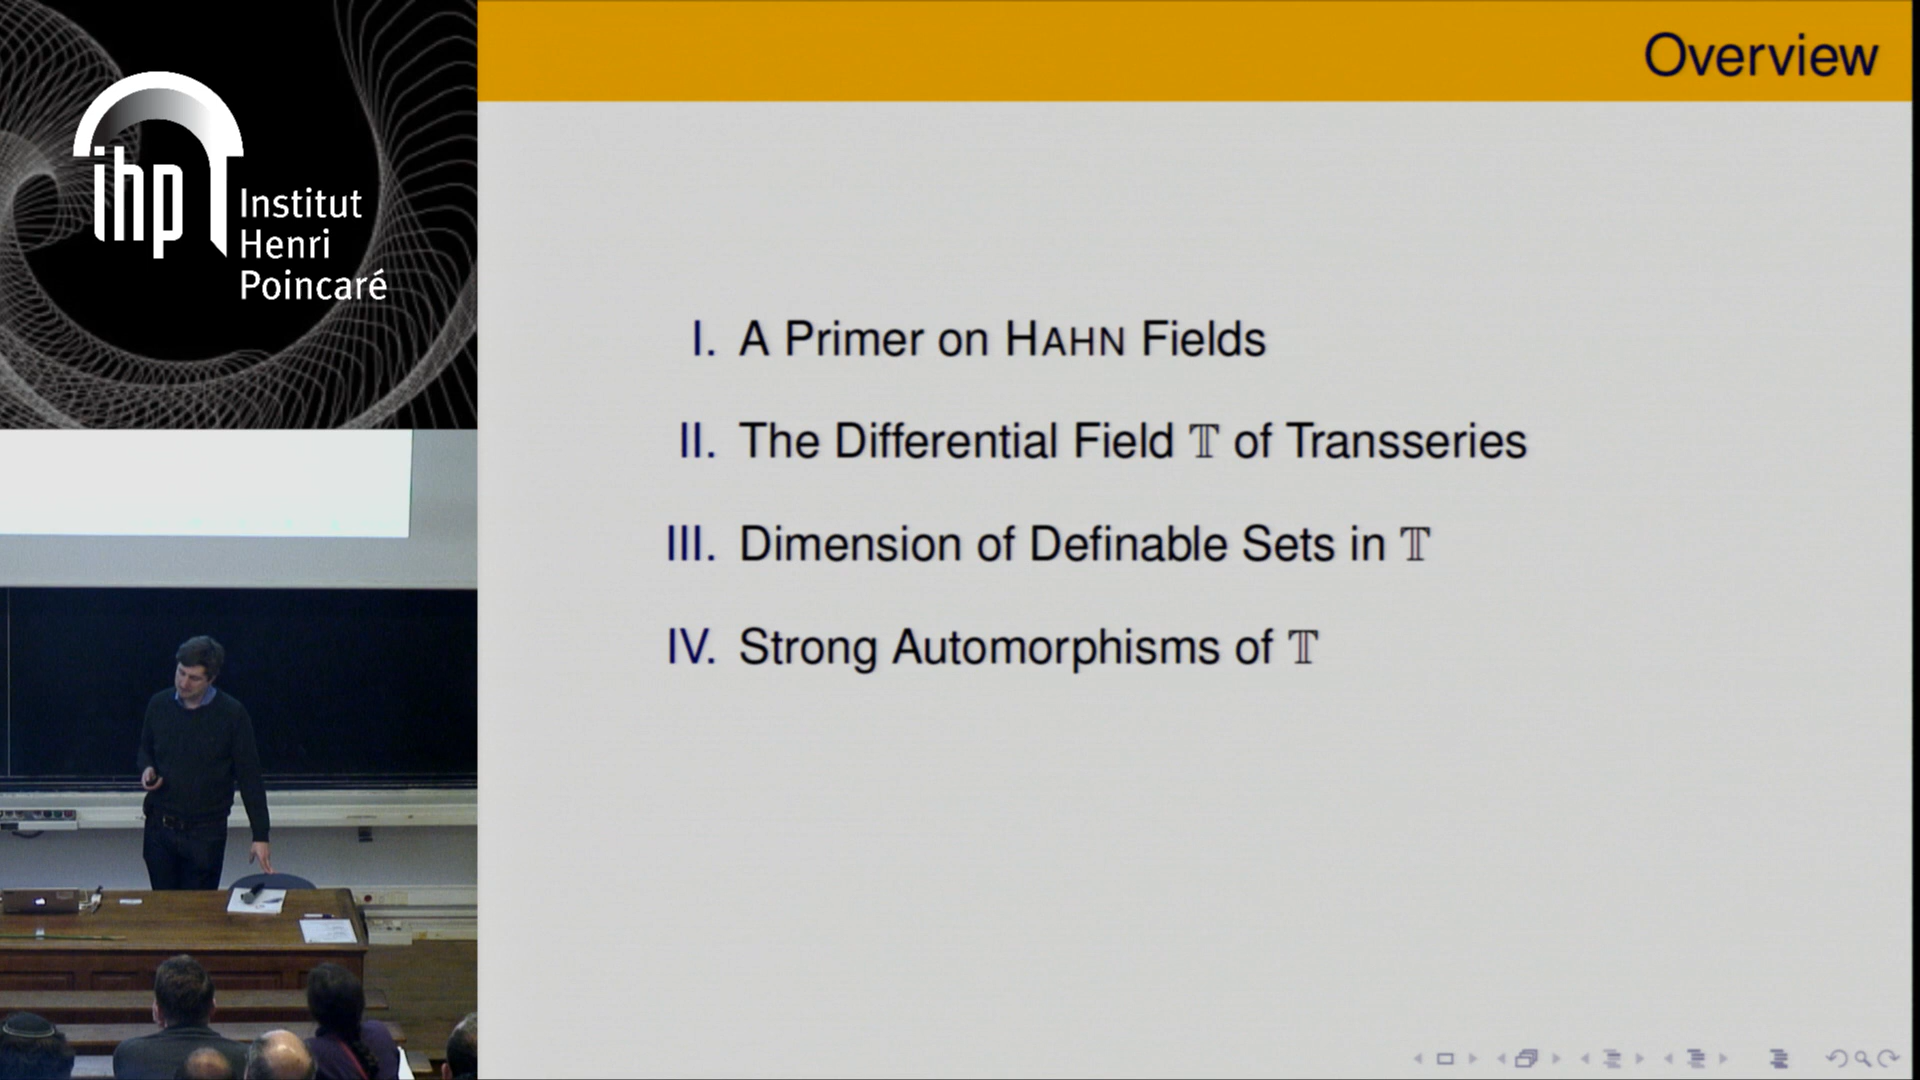 ihp
Institut
Henri
Poincaré
Overview
I. A Primer on HAHN Fields
II. The Differential Field 𝕋 of Transseries
III. Dimension of Definable Sets in 𝕋
IV. Strong Automorphisms of 𝕋